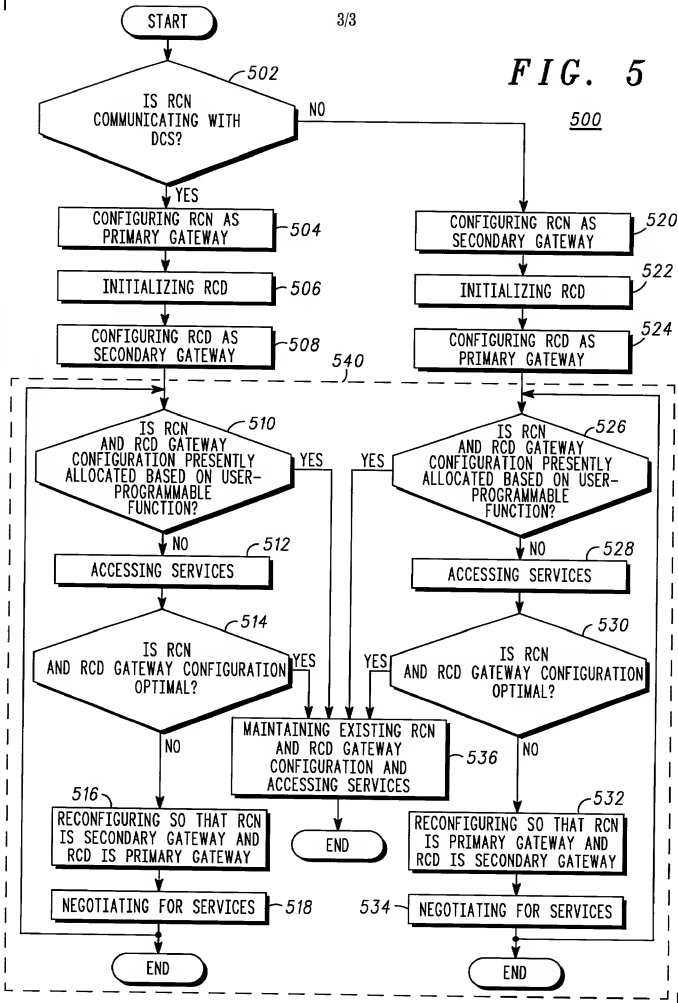 3/3
FIG. 5
500
START
502
IS RCN
COMMUNICATING WITH
DCS?
NO
YES
CONFIGURING RCN AS
PRIMARY GATEWAY
504
INITIALIZING RCD
506
CONFIGURING RCD AS
SECONDARY GATEWAY
508
CONFIGURING RCN AS
SECONDARY GATEWAY
520
INITIALIZING RCD
522
CONFIGURING RCD AS
PRIMARY GATEWAY
524
540
510
IS RCN
AND RCD GATEWAY
CONFIGURATION PRESENTLY
ALLOCATED BASED ON USER-
PROGRAMMABLE
FUNCTION?
YES
NO
512
ACCESSING SERVICES
514
IS RCN
AND RCD GATEWAY CONFIGURATION
OPTIMAL?
YES
NO
516
RECONFIGURING SO THAT RCN
IS SECONDARY GATEWAY AND
RCD IS PRIMARY GATEWAY
NEGOTIATING FOR SERVICES
518
END
526
IS RCN
AND RCD GATEWAY
CONFIGURATION PRESENTLY
ALLOCATED BASED ON USER-
PROGRAMMABLE
FUNCTION?
YES
NO
528
ACCESSING SERVICES
530
IS RCN
AND RCD GATEWAY CONFIGURATION
OPTIMAL?
YES
NO
MAINTAINING EXISTING RCN
AND RCD GATEWAY
CONFIGURATION AND
ACCESSING SERVICES
536
END
532
RECONFIGURING SO THAT RCN
IS PRIMARY GATEWAY AND
RCD IS SECONDARY GATEWAY
534
NEGOTIATING FOR SERVICES
END